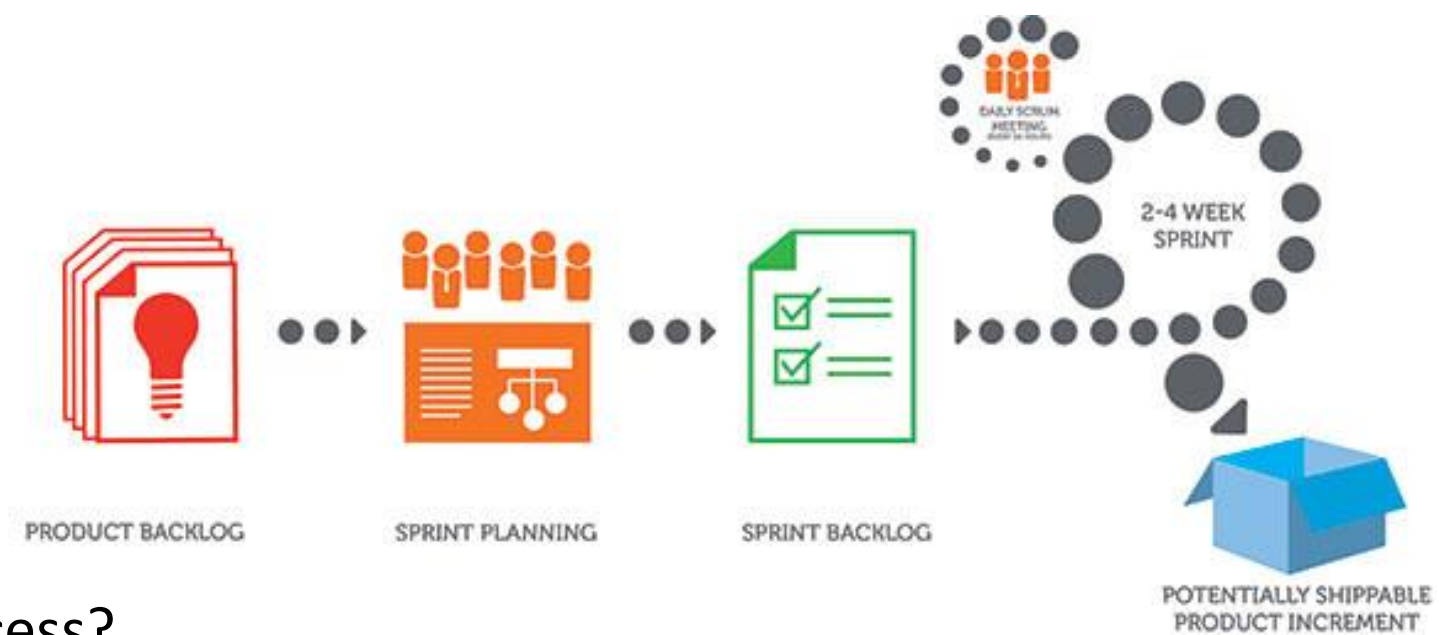 DAILY SCRUM
MEETING
2-4 WEEK
SPRINT
PRODUCT BACKLOG
SPRINT PLANNING
SPRINT BACKLOG
POTENTIALLY SHIPPABLE
PRODUCT INCREMENT